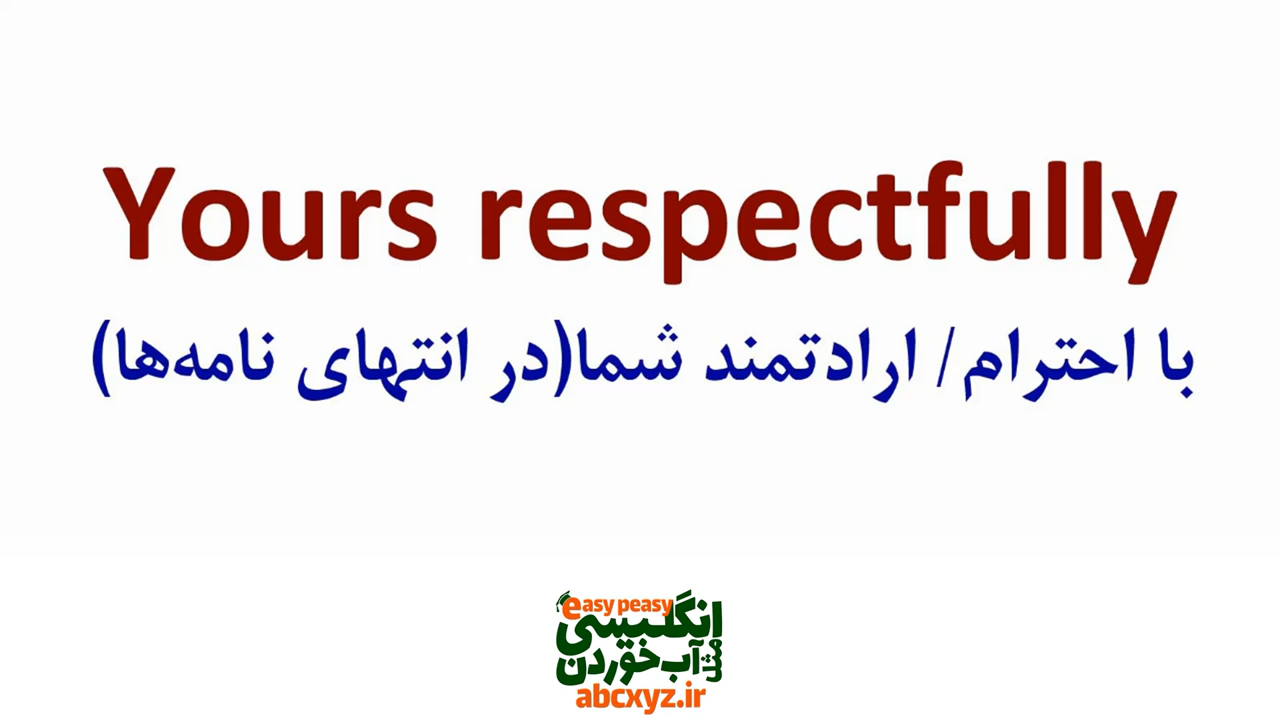 Yours respectfully
با احترام/ ارادتمند شما(در انتهای نامه‌ها)
easy peasy
انگلیسی
مثل آب خوردن
abcxyz.ir